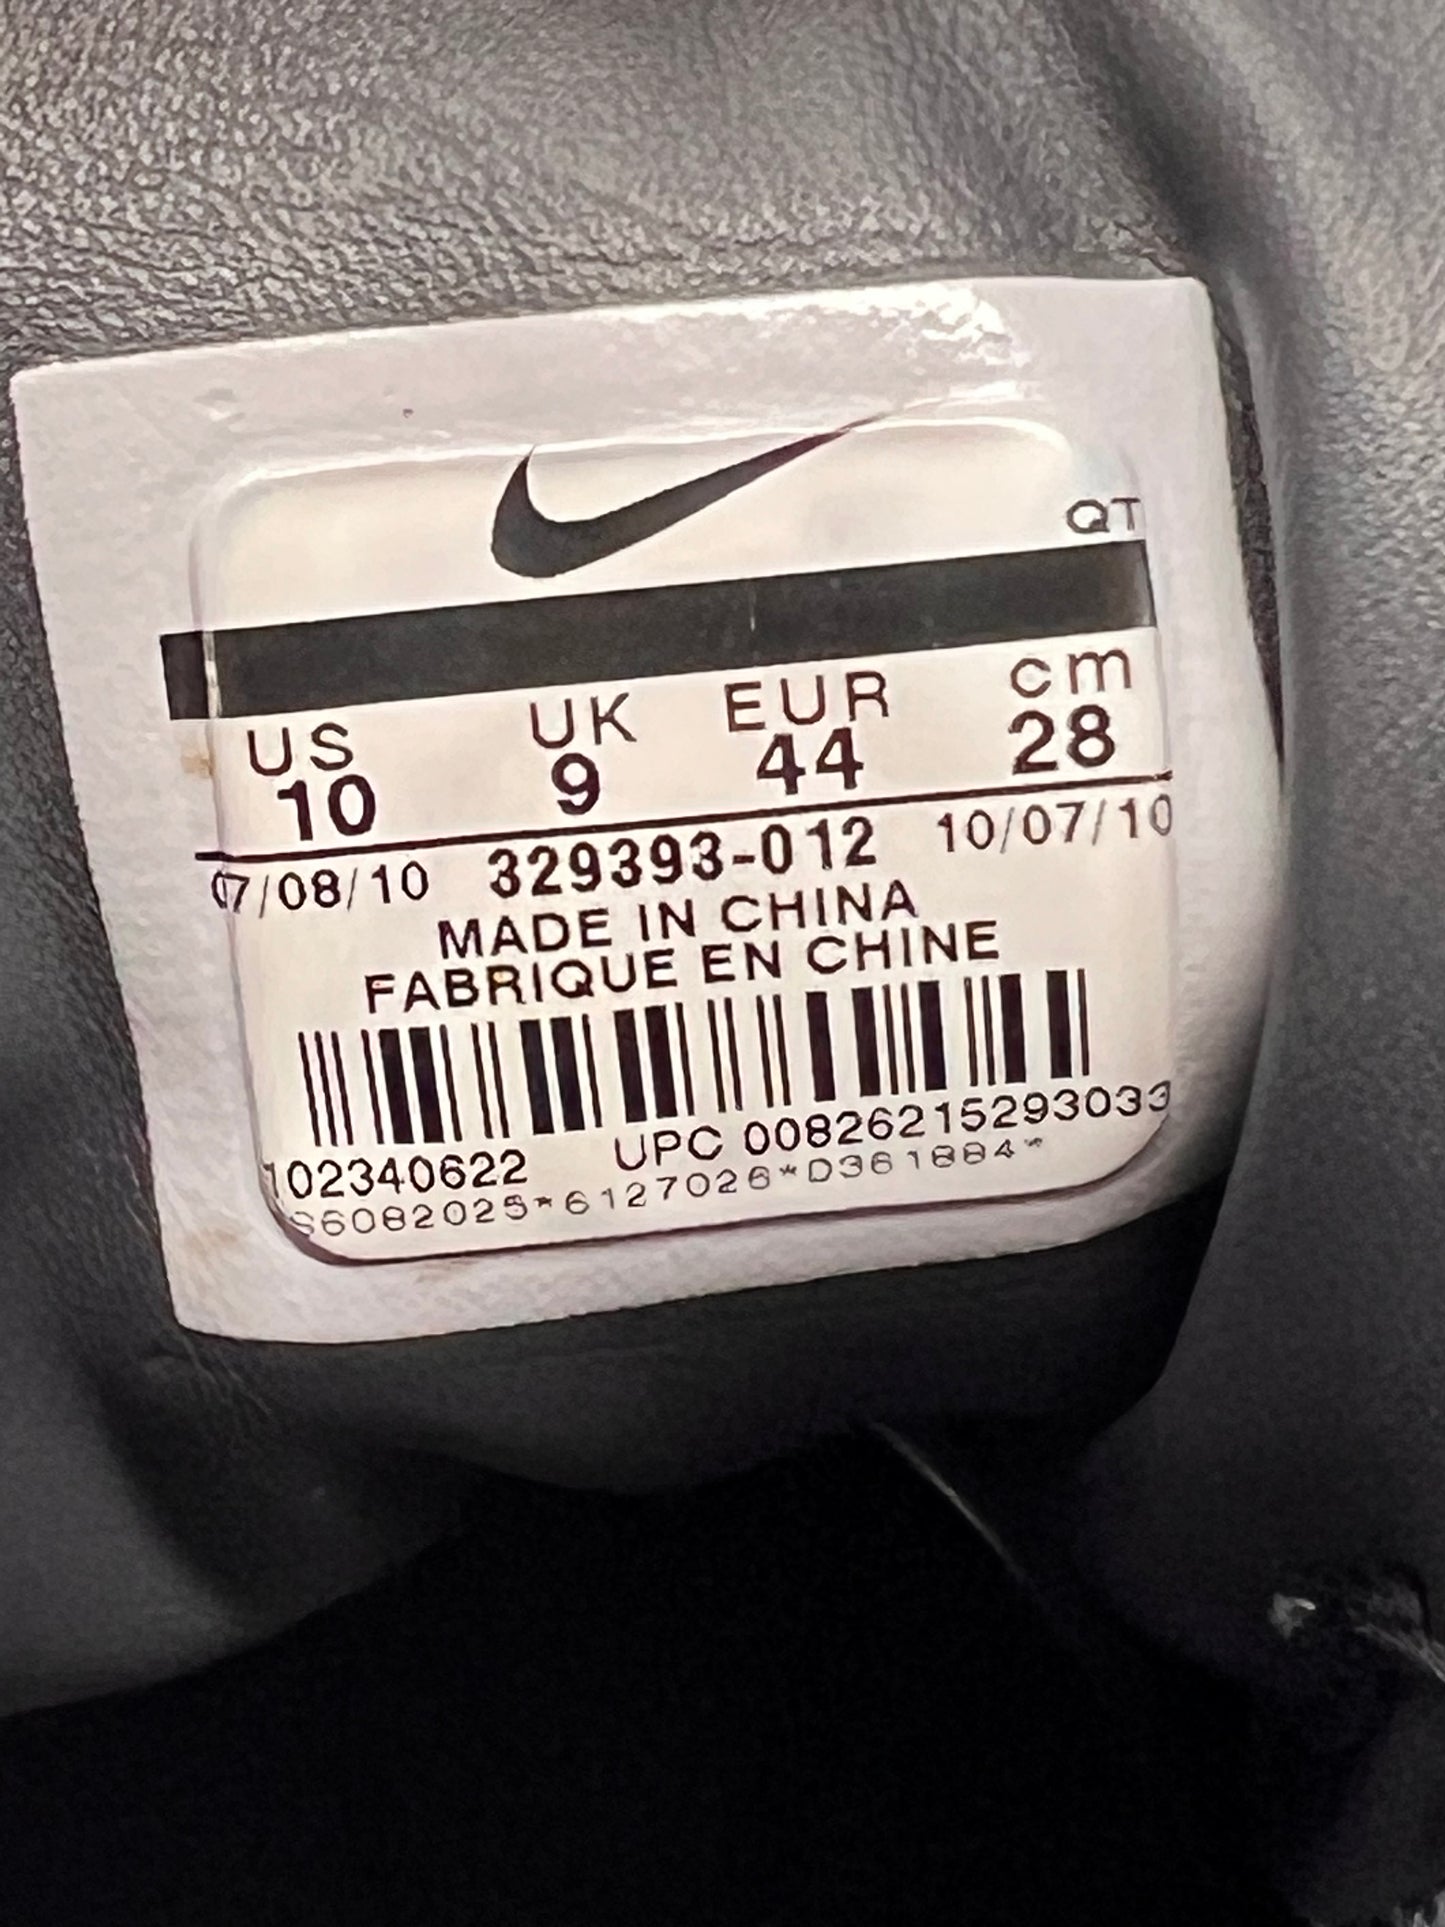 QT
US UK EUR cm
10 9 44 28
07/08/10 329393-012 10/07/10
MADE IN CHINA
FABRIQUE EN CHINE
UPC 00826215293033
102340622
S6082025*6127026*D361884*